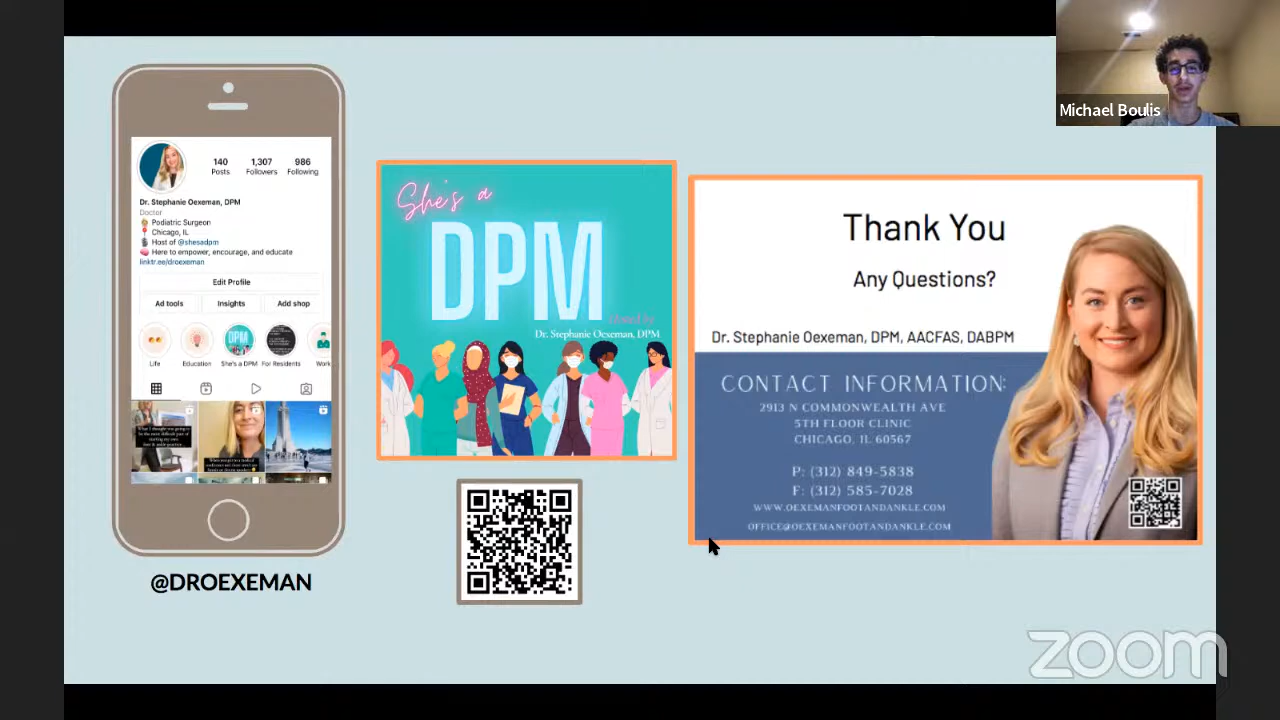 Michael Boulis
140 1,307 986
Posts Followers Following
Dr. Stephanie Oexeman, DPM
Doctor
Podiatric Surgeon
Chicago, IL
Host of @shesadpm
Here to empower, encourage, and educate
linktr.ee/droexeman
Edit Profile
Ad tools Insights Add shop
DPM
Life Education She's a DPM For Residents Work
@DROEXEMAN
She's a
DPM
Hosted by
Dr. Stephanie Oexeman, DPM
Thank You
Any Questions?
Dr. Stephanie Oexeman, DPM, AACFAS, DABPM
CONTACT INFORMATION:
2913 N COMMONWEALTH AVE
5TH FLOOR CLINIC
CHICAGO, IL 60567
P: (312) 849-5838
F: (312) 585-7028
WWW.OEXEMANFOOTANDANKLE.COM
OFFICE@OEXEMANFOOTANDANKLE.COM
zoom